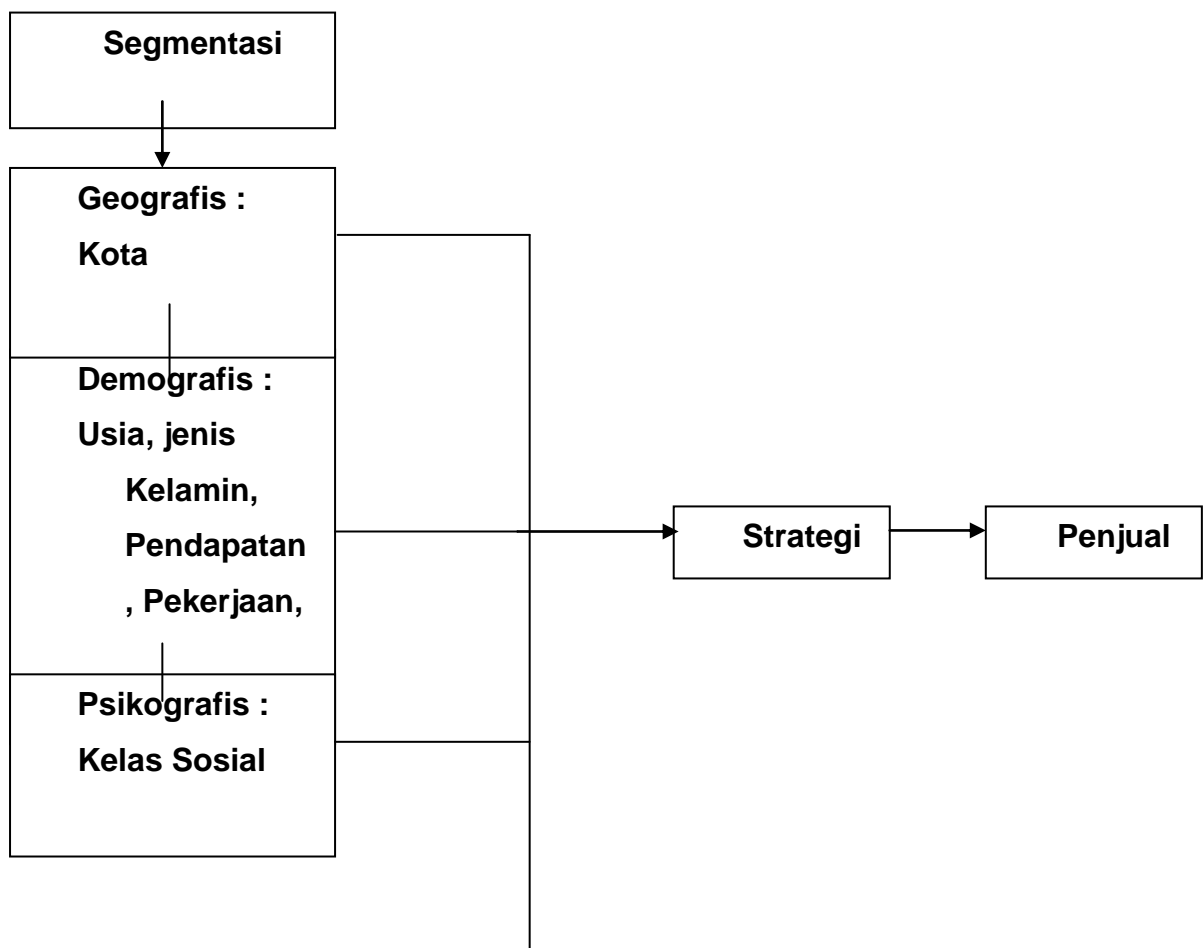 Segmentasi
Geografis :
Kota
Demografis :
Usia, jenis
Kelamin,
Pendapatan
, Pekerjaan,
Psikografis :
Kelas Sosial
Strategi
Penjual